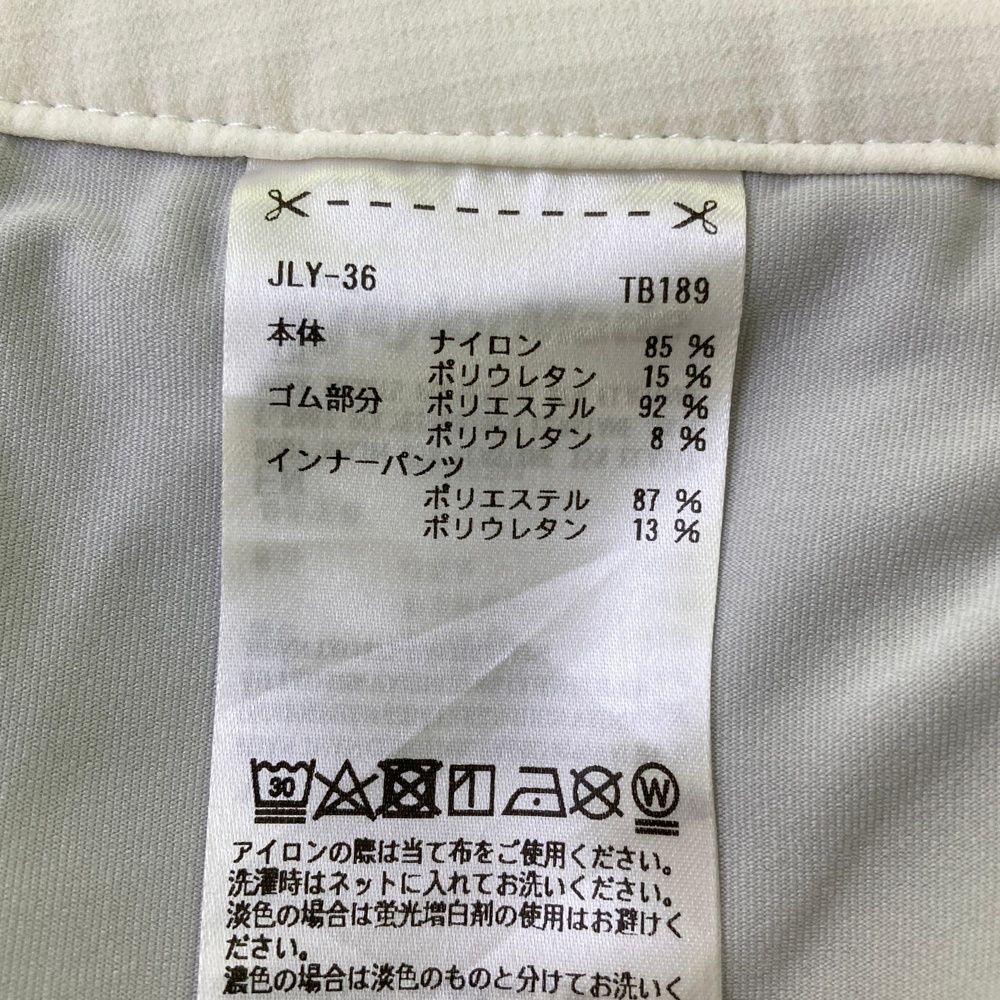 JLY-36 TB189
本体 ナイロン 85 %
ポリウレタン 15 %
ゴム部分 ポリエステル 92 %
ポリウレタン 8 %
インナーパンツ
ポリエステル 87 %
ポリウレタン 13 %
30 W
アイロンの際は当て布をご使用ください。
洗濯時はネットに入れてお洗いください。
淡色の場合は蛍光増白剤の使用はお避けく
ださい。
濃色の場合は淡色のものと分けてお洗いく